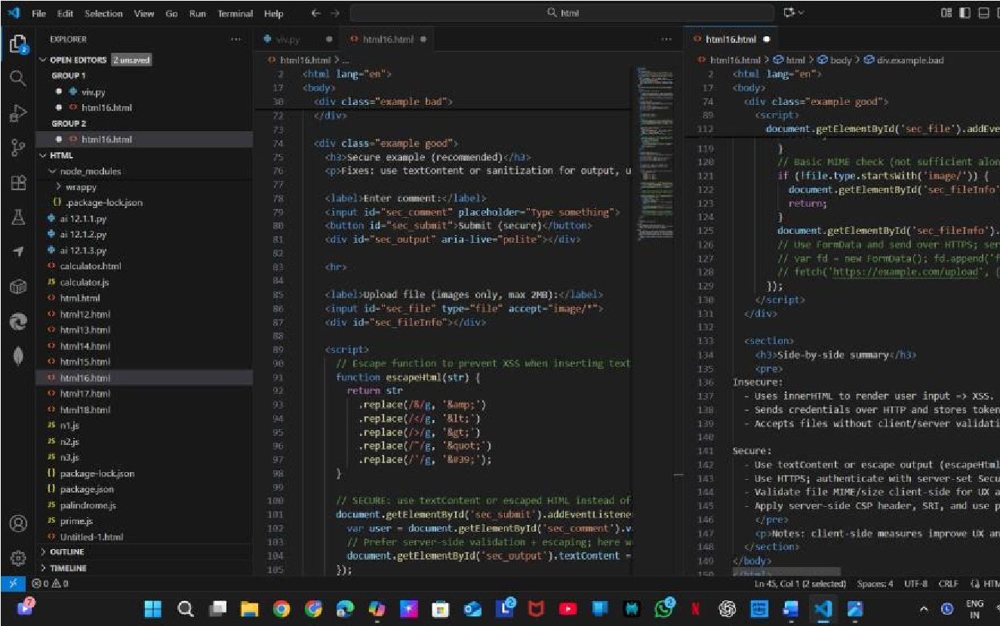 File Edit Selection View Go Run Terminal Help
html
EXPLORER
OPEN EDITORS 2 unsaved
GROUP 1
viv.py
html16.html
GROUP 2
html16.html
HTML
node_modules
wrappy
{} .package-lock.json
ai 12.1.1.py
ai 12.1.2.py
ai 12.1.3.py
<> calculator.html
JS calculator.js
<> html.html
<> html12.html
<> html13.html
<> html14.html
<> html15.html
<> html16.html
<> html17.html
<> html18.html
JS n1.js
JS n2.js
JS n3.js
{} package-lock.json
{} package.json
JS palindrome.js
JS prime.js
<> Untitled-1.html
OUTLINE
TIMELINE
viv.py
html16.html
html16.html > ...
2 <html lang="en">
17 <body>
30 <div class="example bad">
72 </div>
73
74 <div class="example good">
75 <h3>Secure example (recommended)</h3>
76 <p>Fixes: use textContent or sanitization for output, u
77
78 <label>Enter comment:</label>
79 <input id="sec_comment" placeholder="Type something">
80 <button id="sec_submit">Submit (secure)</button>
81 <div id="sec_output" aria-live="polite"></div>
82
83 <hr>
84
85 <label>Upload file (images only, max 2MB):</label>
86 <input id="sec_file" type="file" accept="image/*">
87 <div id="sec_fileInfo"></div>
88
89 <script>
90 // Escape function to prevent XSS when inserting text
91 function escapeHtml(str) {
92 return str
93 .replace(/&/g, '&amp;')
94 .replace(/</g, '&lt;')
95 .replace(/>/g, '&gt;')
96 .replace(/"/g, '&quot;')
97 .replace(/'/g, '&#39;');
98 }
99
100 // SECURE: use textContent or escaped HTML instead of
101 document.getElementById('sec_submit').addEventListene
102 var user = document.getElementById('sec_comment').v
103 // Prefer server-side validation + escaping; here w
104 document.getElementById('sec_output').textContent =
105 });
html16.html
html16.html > html > body > div.example.bad
2 <html lang="en">
17 <body>
74 <div class="example good">
89 <script>
112 document.getElementById('sec_file').addEve
119 }
120 // Basic MIME check (not sufficient alon
121 if (!file.type.startsWith('image/')) {
122 document.getElementById('sec_fileInfo'
123 return;
124 }
125 document.getElementById('sec_fileInfo').
126 // Use FormData and send over HTTPS; ser
127 // var fd = new FormData(); fd.append('f
128 // fetch('https://example.com/upload', {
129 });
130 </script>
131 </div>
132
133 <section>
134 <h3>Side-by-side summary</h3>
135 <pre>
136 Insecure:
137 - Uses innerHTML to render user input => XSS.
138 - Sends credentials over HTTP and stores token
139 - Accepts files without client/server validati
140
141 Secure:
142 - Use textContent or escape output (escapeHtml
143 - Use HTTPS; authenticate with server-set Secu
144 - Validate file MIME/size client-side for UX a
145 - Apply server-side CSP header, SRI, and use p
146 </pre>
147 <p>Notes: client-side measures improve UX an
148 </section>
149 </body>
150 </html>
0 0
Ln 45, Col 1 (2 selected) Spaces: 4 UTF-8 CRLF {} HTM
7
2
2
ENG
IN